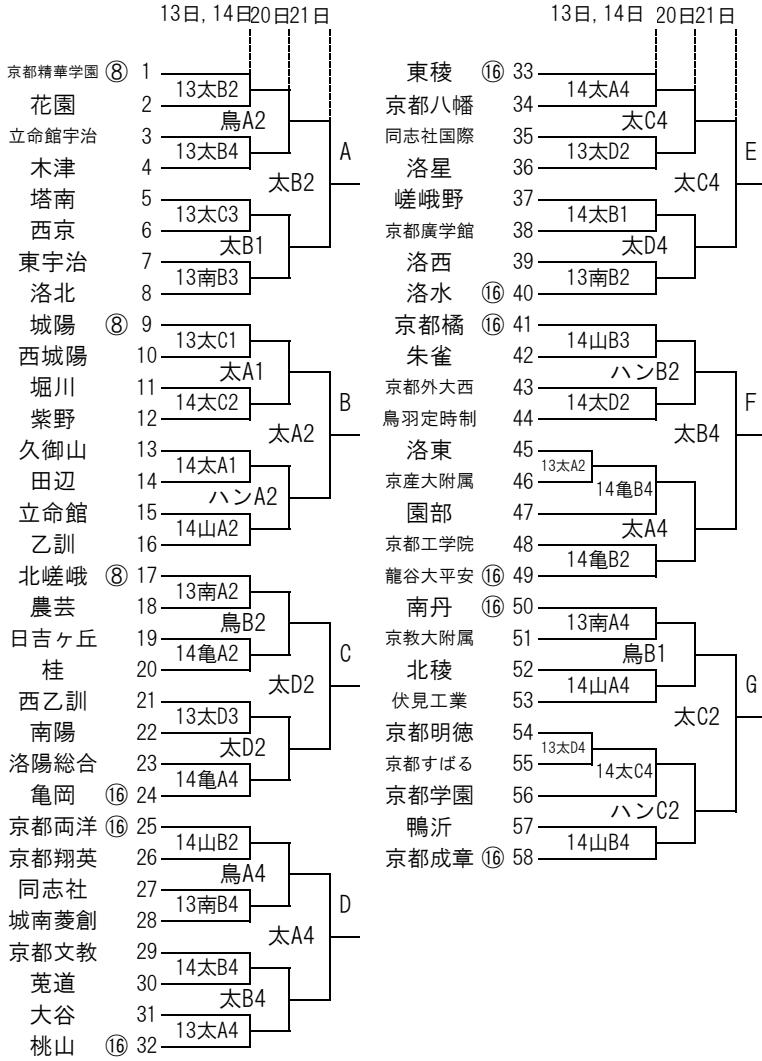 13日, 14日 20日 21日
京都精華学園 ⑧ 1
13太B2
花園 2
鳥A2
立命館宇治 3
13太B4
木津 4
A
太B2
塔南 5
13太C3
西京 6
太B1
東宇治 7
13南B3
洛北 8
城陽 ⑧ 9
13太C1
西城陽 10
太A1
堀川 11
14太C2
紫野 12
B
太A2
久御山 13
14太A1
田辺 14
ハンA2
立命館 15
14山A2
乙訓 16
北嵯峨 ⑧ 17
13南A2
農芸 18
鳥B2
日吉ヶ丘 19
14亀A2
桂 20
C
太D2
西乙訓 21
13太D3
南陽 22
太D2
洛陽総合 23
14亀A4
亀岡 ⑯ 24
京都両洋 ⑯ 25
14山B2
京都翔英 26
鳥A4
同志社 27
13南B4
城南菱創 28
D
太A4
京都文教 29
14太B4
莵道 30
太B4
大谷 31
13太A4
桃山 ⑯ 32
13日, 14日 20日 21日
東稜 ⑯ 33
14太A4
京都八幡 34
太C4
同志社国際 35
13太D2
洛星 36
E
太C4
嵯峨野 37
14太B1
京都廣学館 38
太D4
洛西 39
13南B2
洛水 ⑯ 40
京都橘 ⑯ 41
14山B3
朱雀 42
ハンB2
京都外大西 43
14太D2
鳥羽定時制 44
F
太B4
洛東 45
13太A2
京産大附属 46
14亀B4
園部 47
太A4
京都工学院 48
14亀B2
龍谷大平安 ⑯ 49
南丹 ⑯ 50
13南A4
京教大附属 51
鳥B1
北稜 52
14山A4
伏見工業 53
G
太C2
京都明徳 54
13太D4
京都すばる 55
14太C4
京都学園 56
ハンC2
鴨沂 57
14山B4
京都成章 ⑯ 58